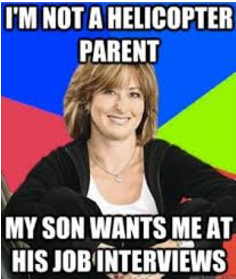 I'M NOT A HELICOPTER
PARENT
MY SON WANTS ME AT
HIS JOB INTERVIEWS